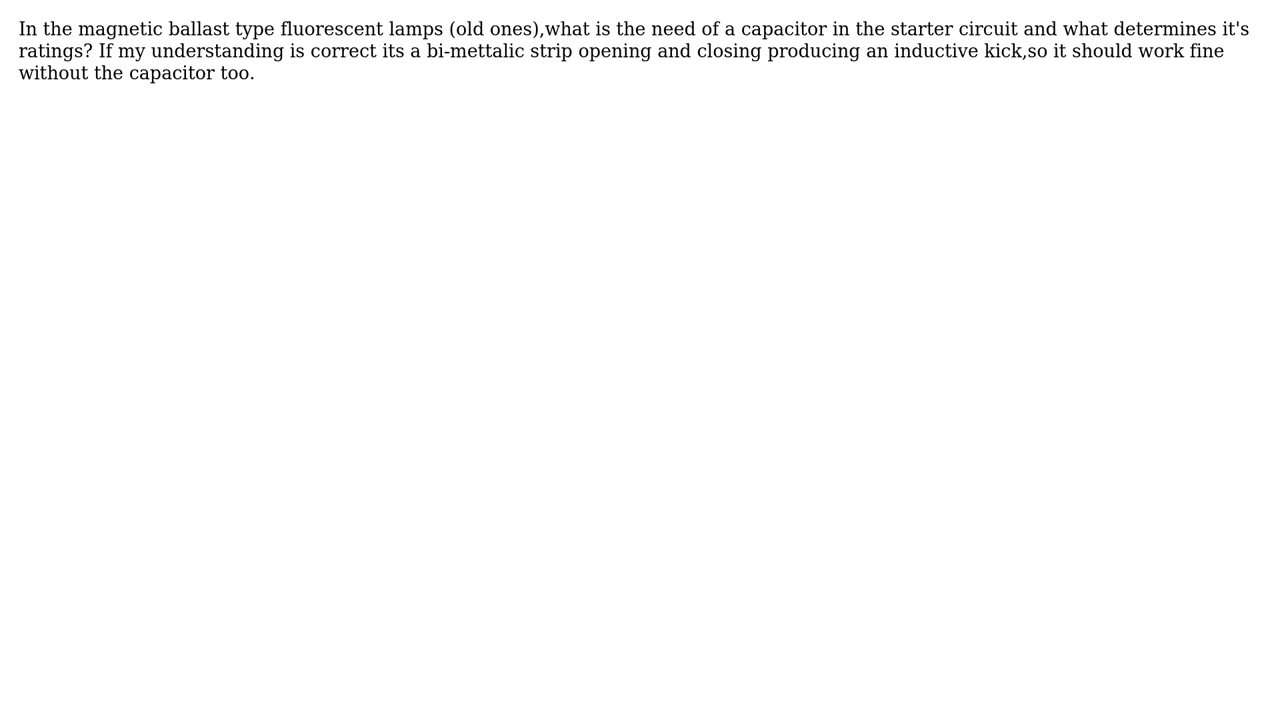 In the magnetic ballast type fluorescent lamps (old ones),what is the need of a capacitor in the starter circuit and what determines it's
ratings? If my understanding is correct its a bi-mettalic strip opening and closing producing an inductive kick,so it should work fine
without the capacitor too.